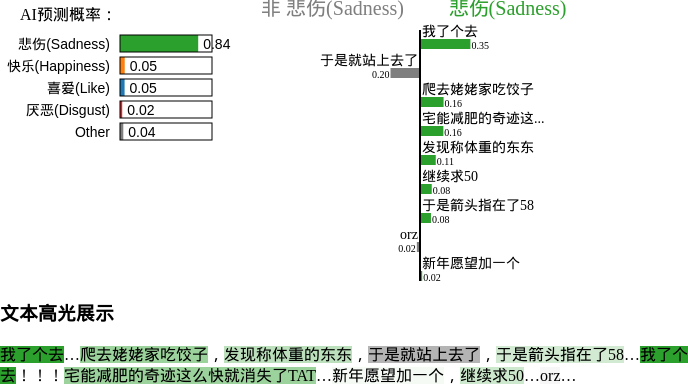 AI预测概率：
悲伤(Sadness) 0.84
快乐(Happiness) 0.05
喜爱(Like) 0.05
厌恶(Disgust) 0.02
Other 0.04
非 悲伤(Sadness) 悲伤(Sadness)
我了个去
0.35
于是就站上去了
0.20
爬去姥姥家吃饺子
0.16
宅能减肥的奇迹这...
0.16
发现称体重的东东
0.11
继续求50
0.08
于是箭头指在了58
0.08
orz
0.02
新年愿望加一个
0.02
文本高光展示
我了个去…爬去姥姥家吃饺子，发现称体重的东东，于是就站上去了，于是箭头指在了58…我了个
去！！！宅能减肥的奇迹这么快就消失了TAT…新年愿望加一个，继续求50…orz…